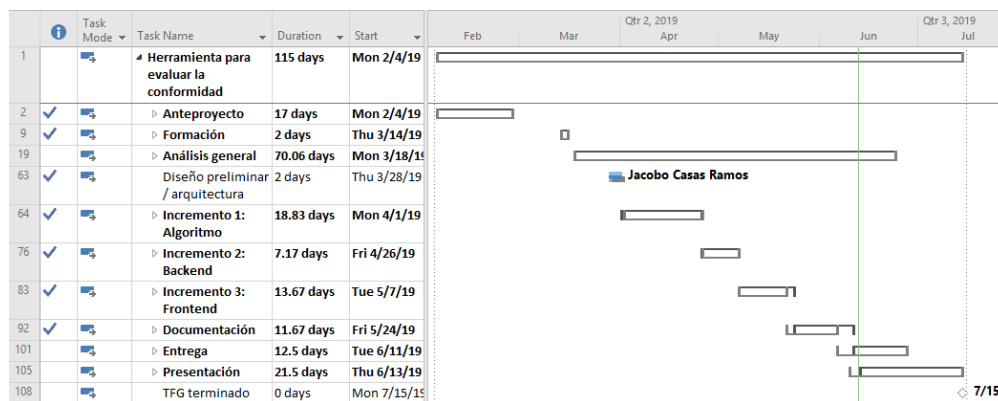 Qtr 2, 2019 Qtr 3, 2019
Task Mode Task Name Duration Start Feb Mar Apr May Jun Jul
1 Herramienta para evaluar la conformidad 115 days Mon 2/4/19
2 Anteproyecto 17 days Mon 2/4/19
9 Formación 2 days Thu 3/14/19
19 Análisis general 70.06 days Mon 3/18/19
63 Diseño preliminar / arquitectura 2 days Thu 3/28/19 Jacobo Casas Ramos
64 Incremento 1: Algoritmo 18.83 days Mon 4/1/19
76 Incremento 2: Backend 7.17 days Fri 4/26/19
83 Incremento 3: Frontend 13.67 days Tue 5/7/19
92 Documentación 11.67 days Fri 5/24/19
101 Entrega 12.5 days Tue 6/11/19
105 Presentación 21.5 days Thu 6/13/19
108 TFG terminado 0 days Mon 7/15/19 7/15